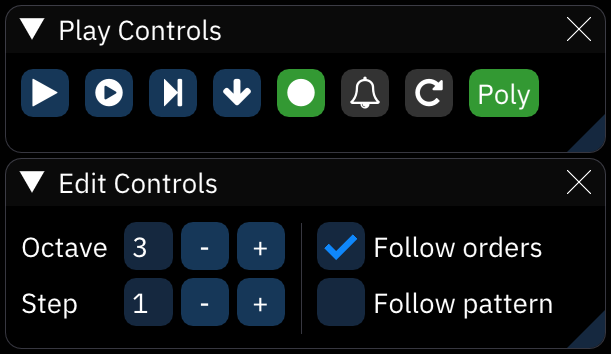 Play Controls
Poly
Edit Controls
Octave 3 - + Follow orders
Step 1 - + Follow pattern